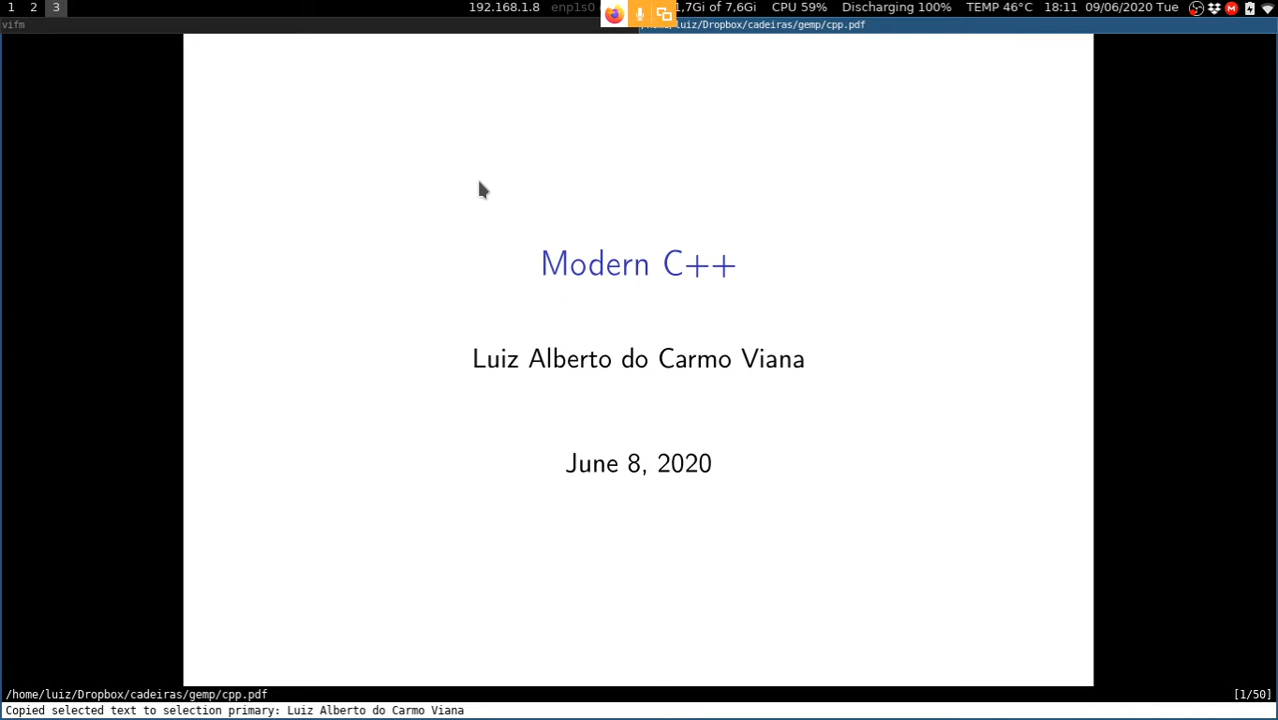 1 2 3 192.168.1.8 enp1s0 1,7Gi of 7,6Gi CPU 59% Discharging 100% TEMP 46°C 18:11 09/06/2020 Tue
vifm /home/luiz/Dropbox/cadeiras/gemp/cpp.pdf
Modern C++
Luiz Alberto do Carmo Viana
June 8, 2020
/home/luiz/Dropbox/cadeiras/gemp/cpp.pdf [1/50]
Copied selected text to selection primary: Luiz Alberto do Carmo Viana